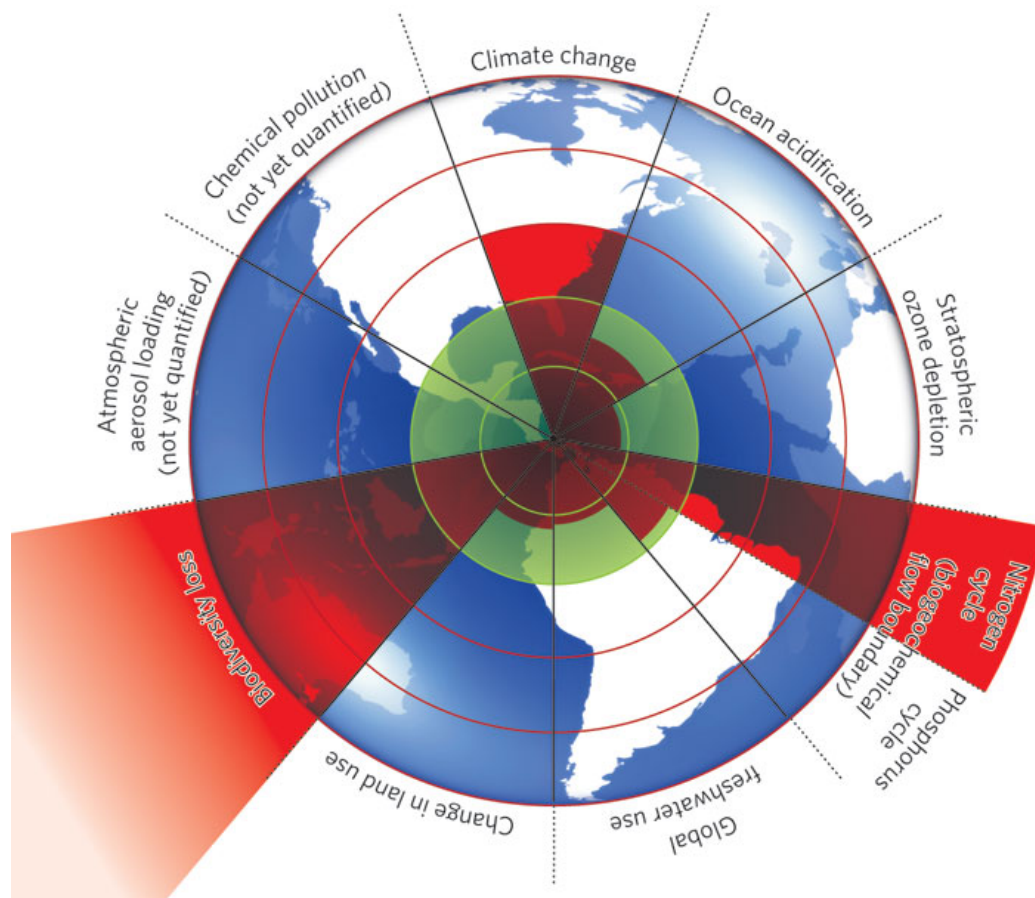 Climate change
Ocean acidification
Stratospheric
ozone depletion
Nitrogen
cycle
(biogeochemical
flow boundary)
Phosphorus
cycle
Global
freshwater use
Change in land use
Biodiversity loss
Atmospheric
aerosol loading
(not yet quantified)
Chemical pollution
(not yet quantified)